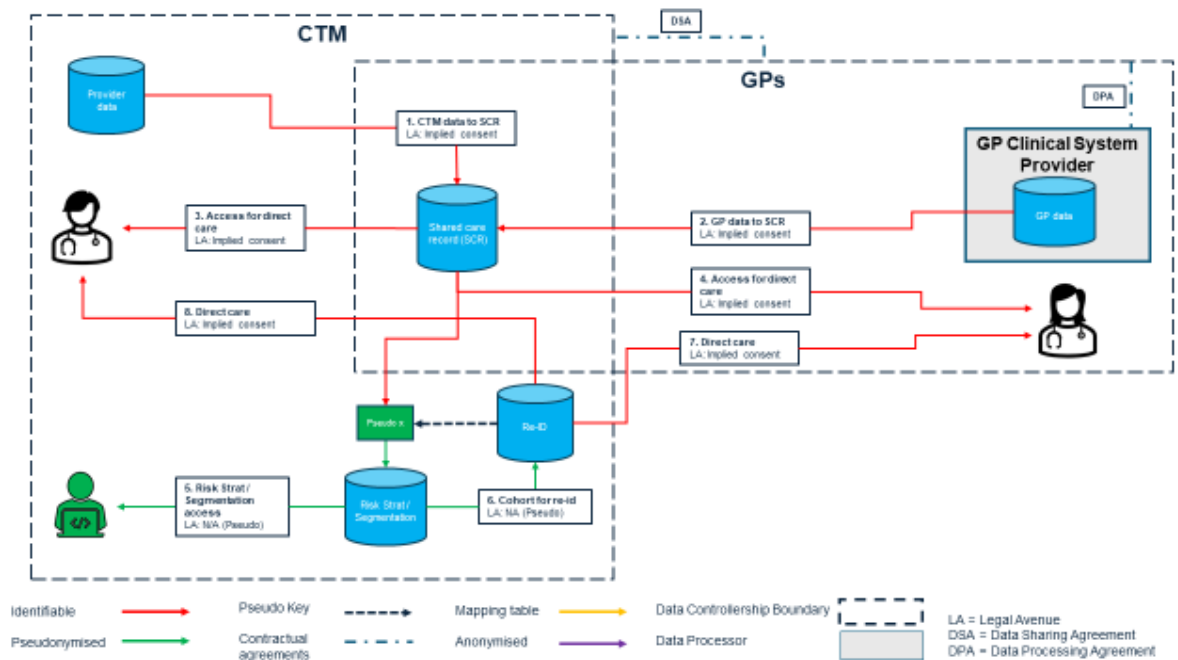 DSA
CTM
GPs
Provider
data
DPA
1. CTM data to SCR
LA: Implied consent
GP Clinical System
Provider
GP data
3. Access for direct
care
LA: Implied consent
Shared care
record (SCR)
2. GP data to SCR
LA: Implied consent
4. Access for direct
care
LA: Implied consent
8. Direct care
LA: Implied consent
7. Direct care
LA: Implied consent
Pseudo x
Re-ID
5. Risk Strat /
Segmentation
access
LA: N/A (Pseudo)
Risk Strat /
Segmentation
6. Cohort for re-id
LA: NA (Pseudo)
</>
Identifiable
Pseudo Key
Mapping table
Data Controllership Boundary
LA = Legal Avenue
Pseudonymised
Contractual
agreements
Anonymised
Data Processor
DSA = Data Sharing Agreement
DPA = Data Processing Agreement